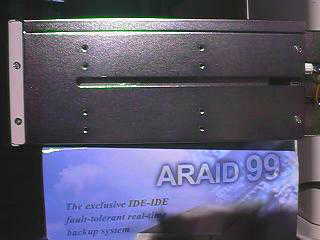 ARAID 99
The exclusive IDE-IDE
fault-tolerant real-time
backup system